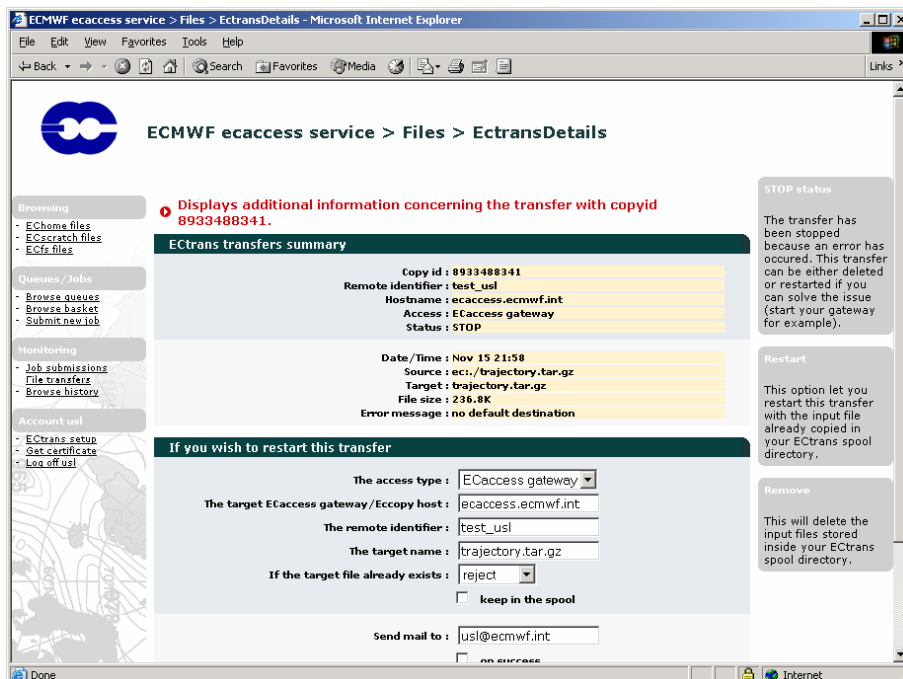 ECMWF ecaccess service > Files > EctransDetails - Microsoft Internet Explorer
File Edit View Favorites Tools Help
Back Search Favorites Media Links »
ECMWF ecaccess service > Files > EctransDetails
Browsing
- EChome files
- ECscratch files
- ECfs files
Queues/Jobs
- Browse queues
- Browse basket
- Submit new job
Monitoring
- Job submissions
File transfers
- Browse history
Account usl
- ECtrans setup
- Get certificate
- Log off usl
Displays additional information concerning the transfer with copyid
8933488341.
ECtrans transfers summary
Copy id : 8933488341
Remote identifier : test_usl
Hostname : ecaccess.ecmwf.int
Access : ECaccess gateway
Status : STOP
Date/Time : Nov 15 21:58
Source : ec:./trajectory.tar.gz
Target : trajectory.tar.gz
File size : 236.8K
Error message : no default destination
If you wish to restart this transfer
The access type : ECaccess gateway
The target ECaccess gateway/Eccopy host : ecaccess.ecmwf.int
The remote identifier : test_usl
The target name : trajectory.tar.gz
If the target file already exists : reject
keep in the spool
Send mail to : usl@ecmwf.int
on success
STOP status
The transfer has
been stopped
because an error has
occured. This transfer
can be either deleted
or restarted if you
can solve the issue
(start your gateway
for example).
Restart
This option let you
restart this transfer
with the input file
already copied in
your ECtrans spool
directory.
Remove
This will delete the
input files stored
inside your ECtrans
spool directory.
Done Internet